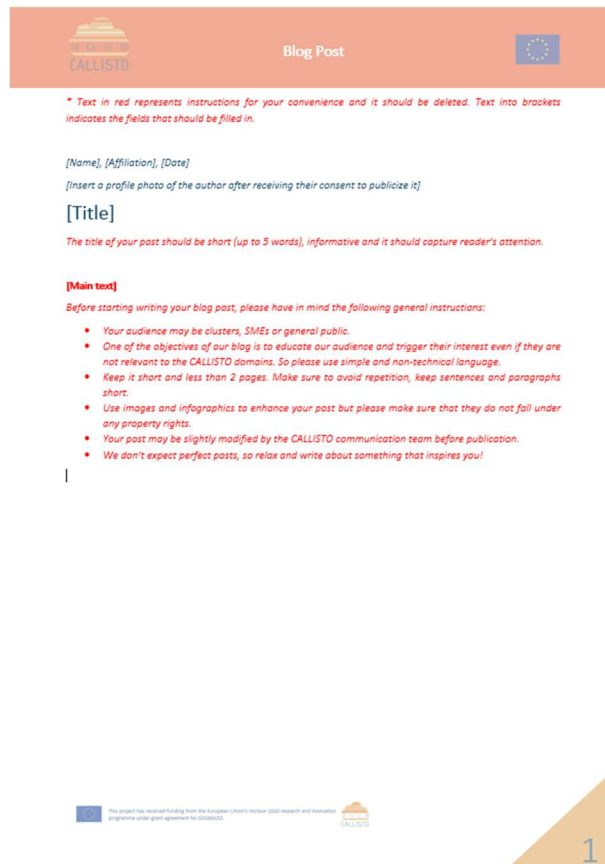 CALLISTO
Blog Post
* Text in red represents instructions for your convenience and it should be deleted. Text into brackets
indicates the fields that should be filled in.
[Name], [Affiliation], [Date]
[Insert a profile photo of the author after receiving their consent to publicize it]
[Title]
The title of your post should be short (up to 5 words), informative and it should capture reader's attention.
[Main text]
Before starting writing your blog post, please have in mind the following general instructions:
• Your audience may be clusters, SMEs or general public.
• One of the objectives of our blog is to educate our audience and trigger their interest even if they are
not relevant to the CALLISTO domains. So please use simple and non-technical language.
• Keep it short and less than 2 pages. Make sure to avoid repetition, keep sentences and paragraphs
short.
• Use images and infographics to enhance your post but please make sure that they do not fall under
any property rights.
• Your post may be slightly modified by the CALLISTO communication team before publication.
• We don't expect perfect posts, so relax and write about something that inspires you!
This project has received funding from the European Union's Horizon 2020 research and innovation
programme under grant agreement No 101004152.
CALLISTO
1